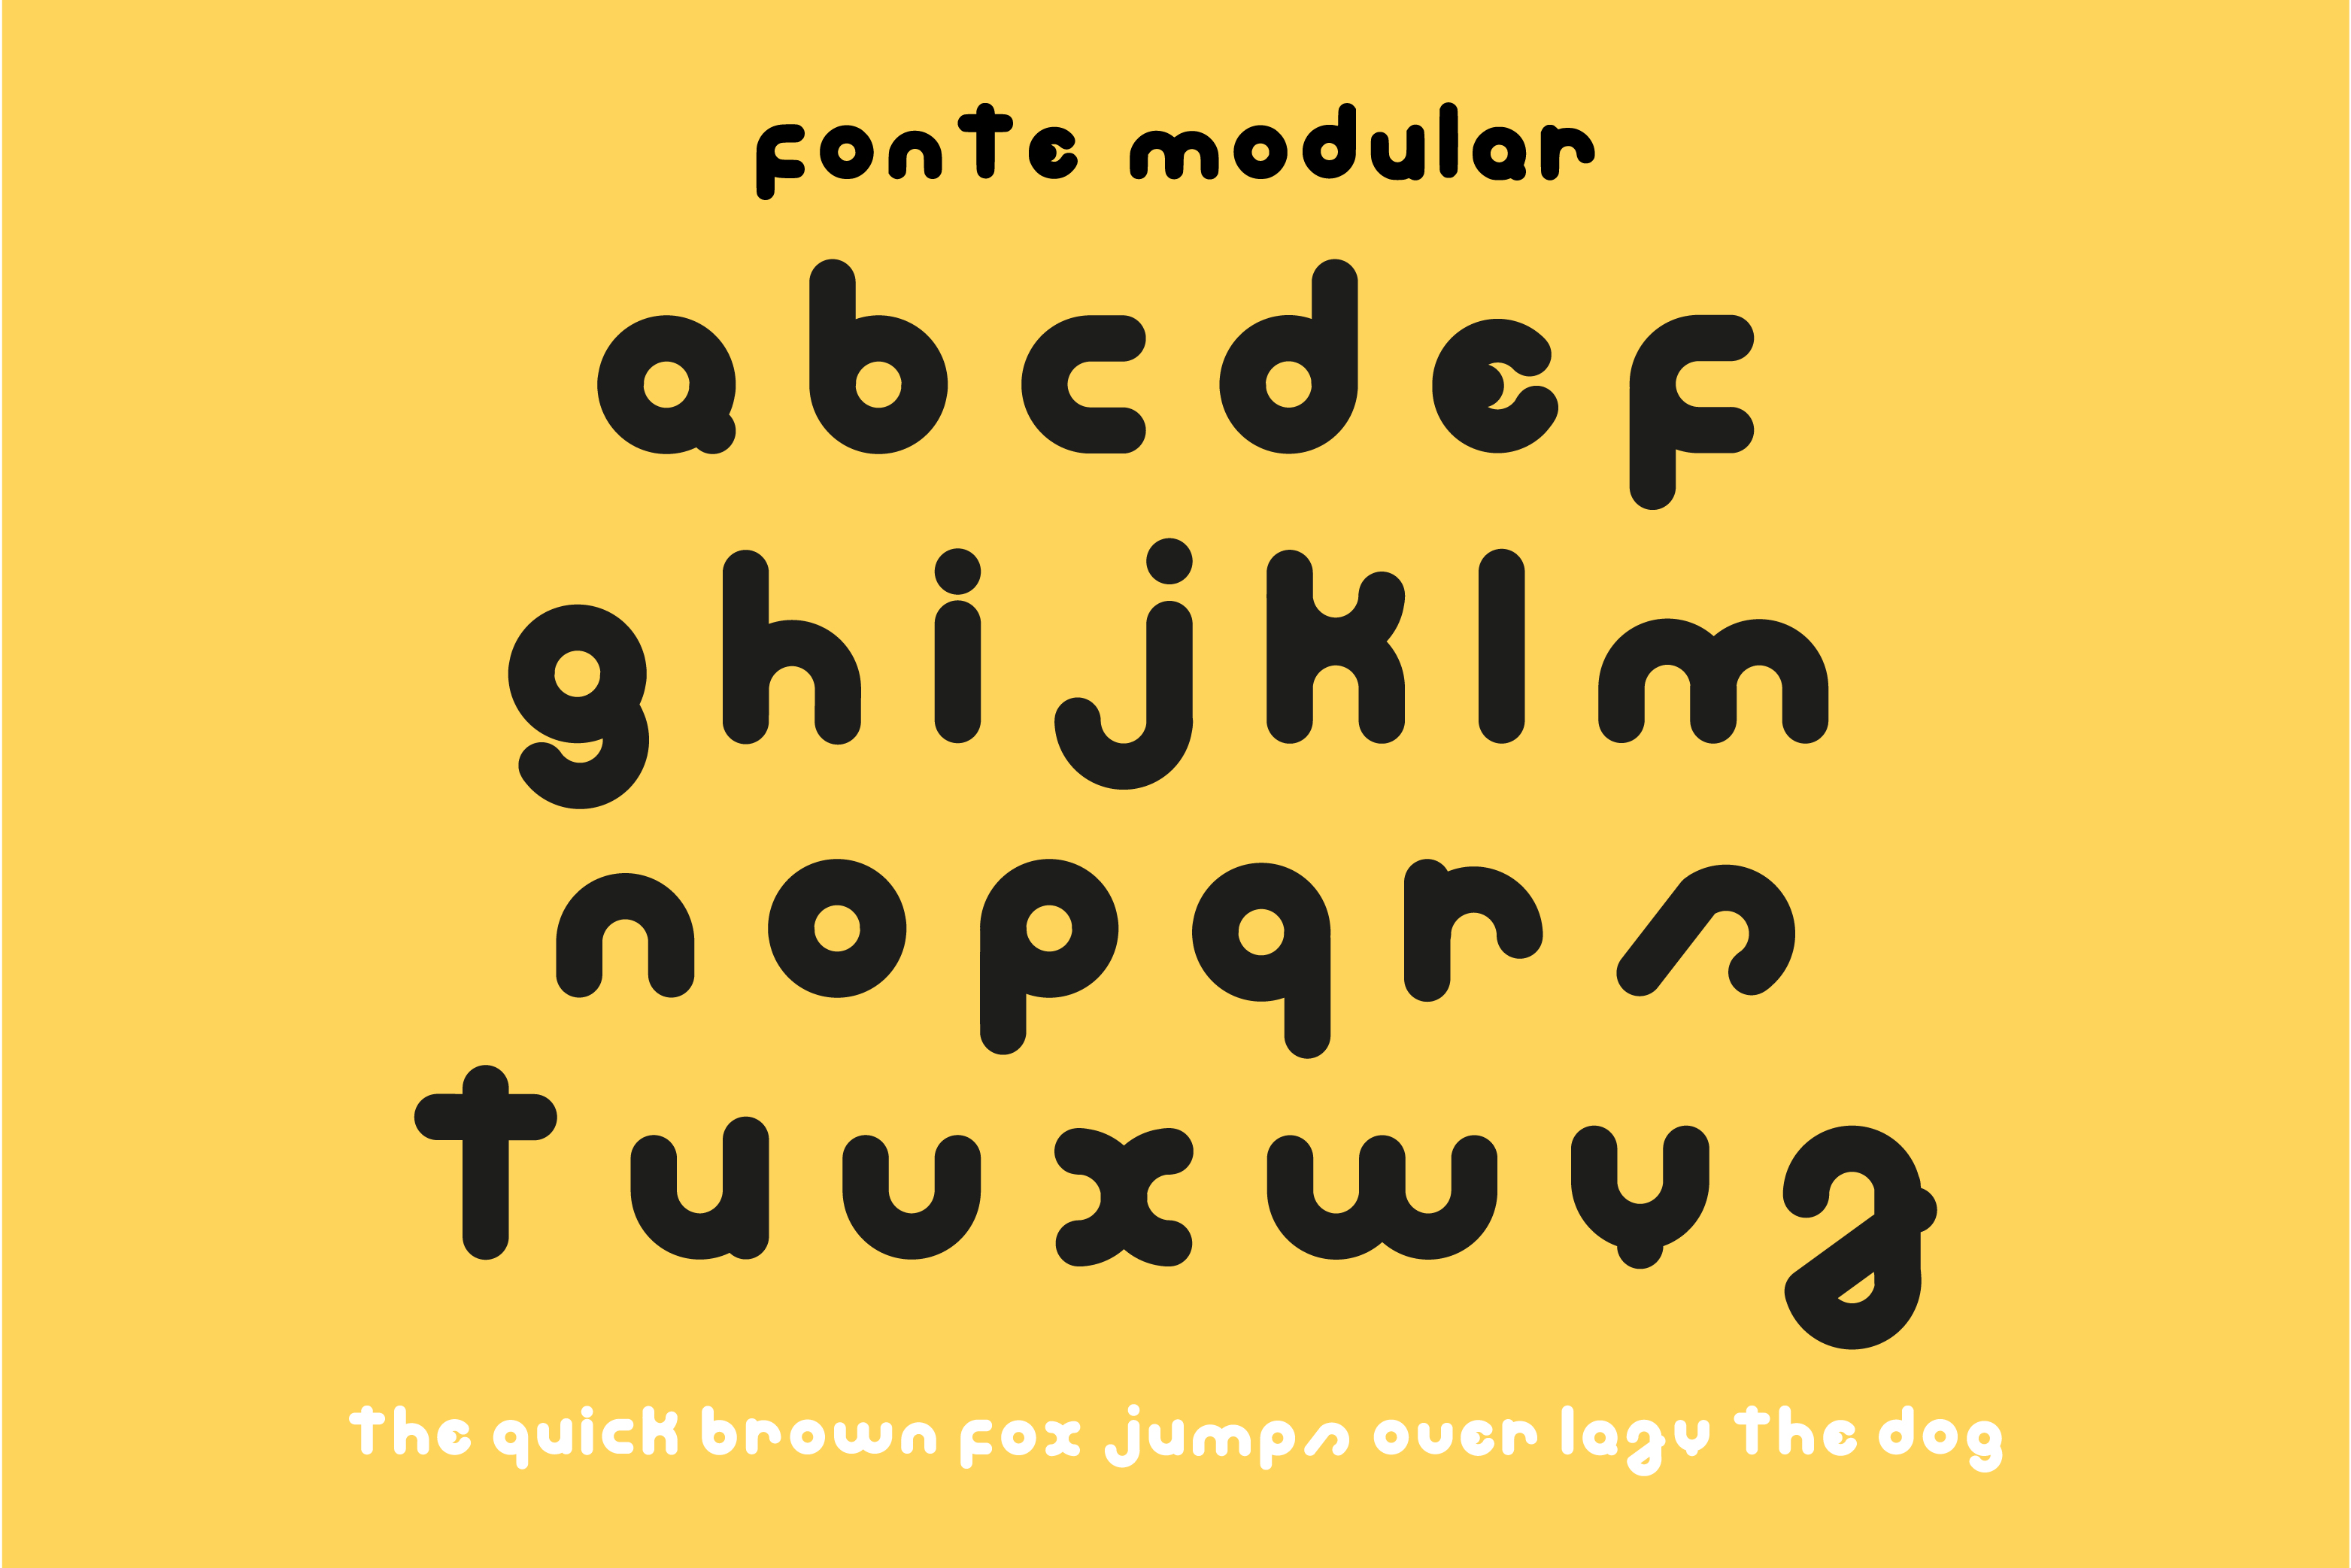 fonte modular
a b c d e f
g h i j k l m
n o p q r s
t u v x w y z
the quick brown fox jumps over lazy the dog